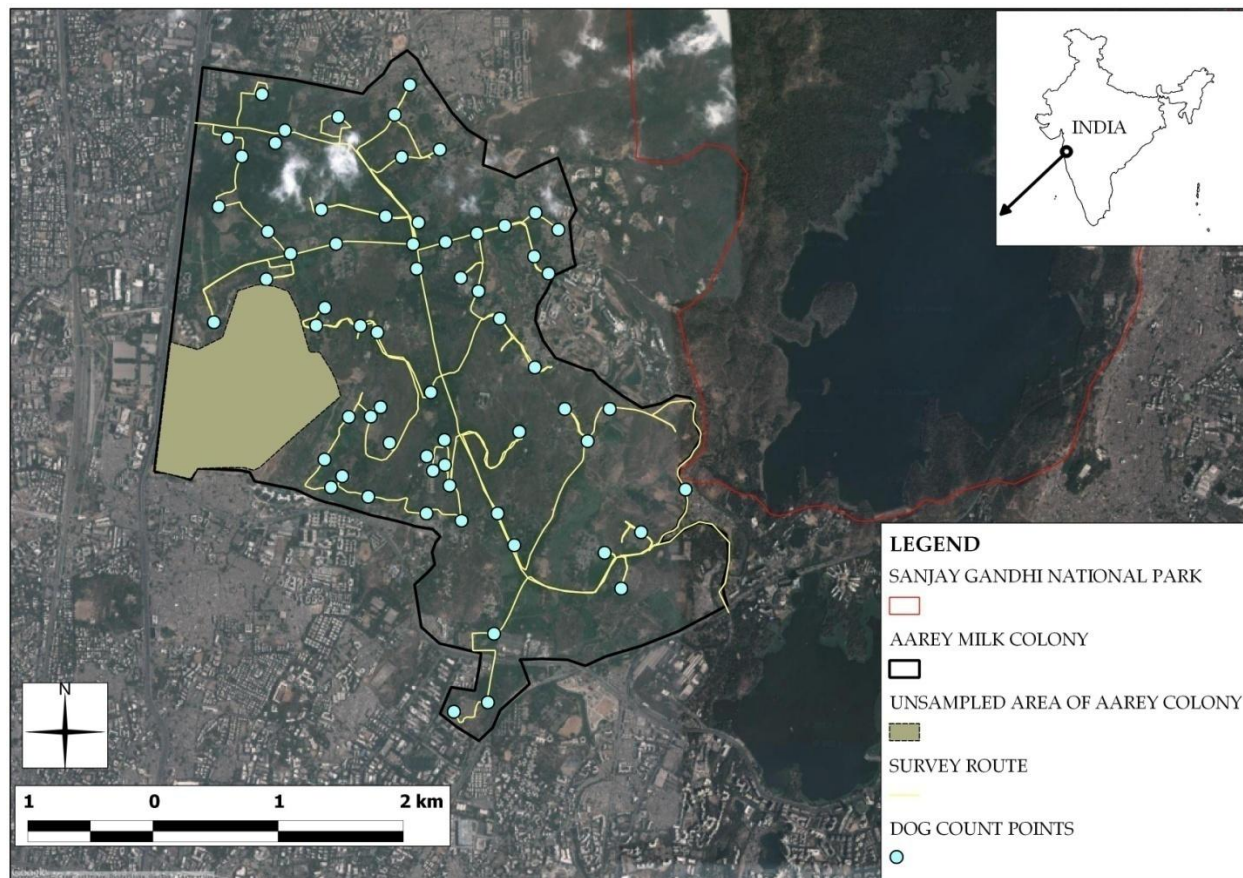 INDIA
N
1 0 1 2 km
LEGEND
SANJAY GANDHI NATIONAL PARK
AAREY MILK COLONY
UNSAMPLED AREA OF AAREY COLONY
SURVEY ROUTE
DOG COUNT POINTS